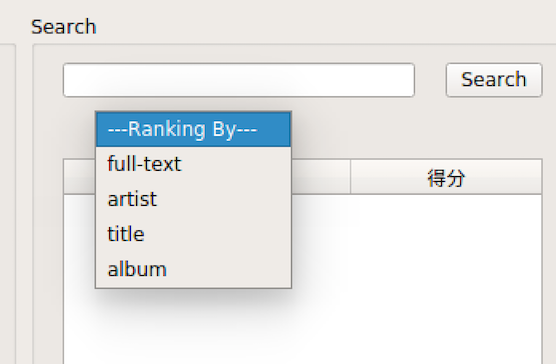 Search
Search
---Ranking By---
full-text
artist
得分
title
album